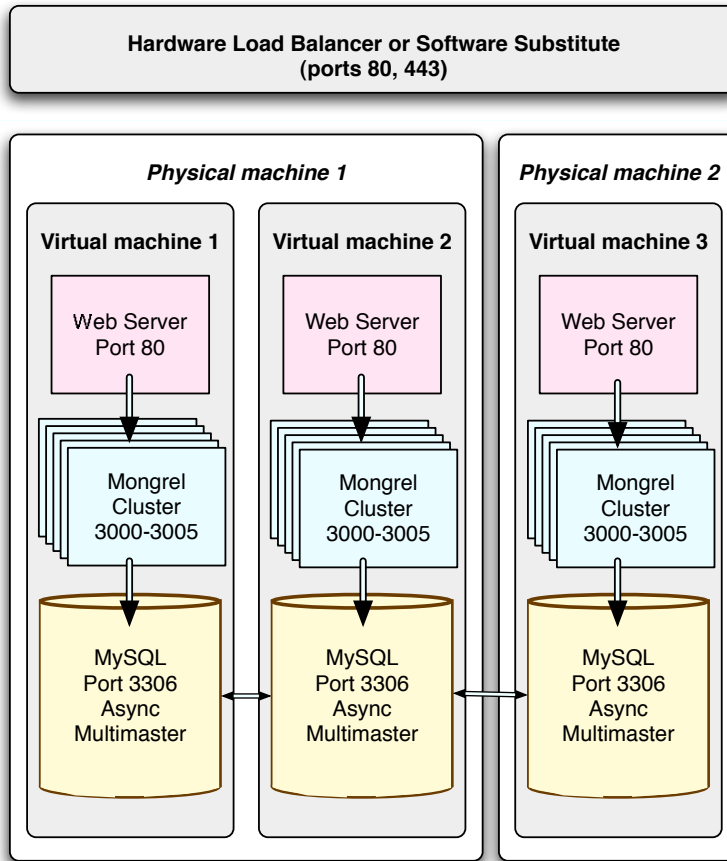 Hardware Load Balancer or Software Substitute
(ports 80, 443)
Physical machine 1
Virtual machine 1
Web Server
Port 80
Mongrel
Cluster
3000-3005
MySQL
Port 3306
Async
Multimaster
Virtual machine 2
Web Server
Port 80
Mongrel
Cluster
3000-3005
MySQL
Port 3306
Async
Multimaster
Physical machine 2
Virtual machine 3
Web Server
Port 80
Mongrel
Cluster
3000-3005
MySQL
Port 3306
Async
Multimaster